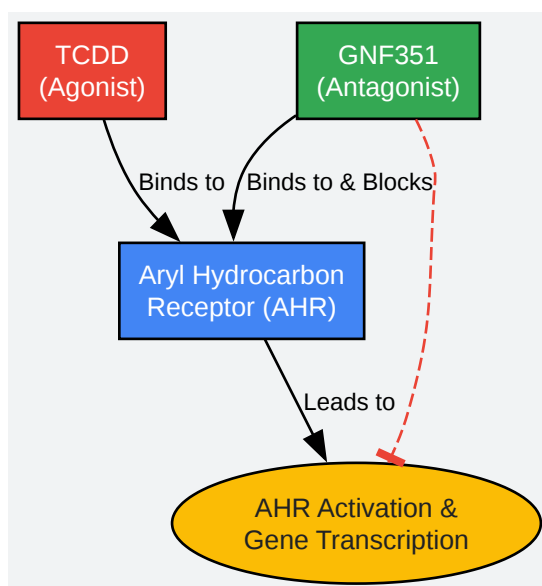 TCDD
(Agonist)
GNF351
(Antagonist)
Binds to
Binds to & Blocks
Aryl Hydrocarbon
Receptor (AHR)
Leads to
AHR Activation &
Gene Transcription